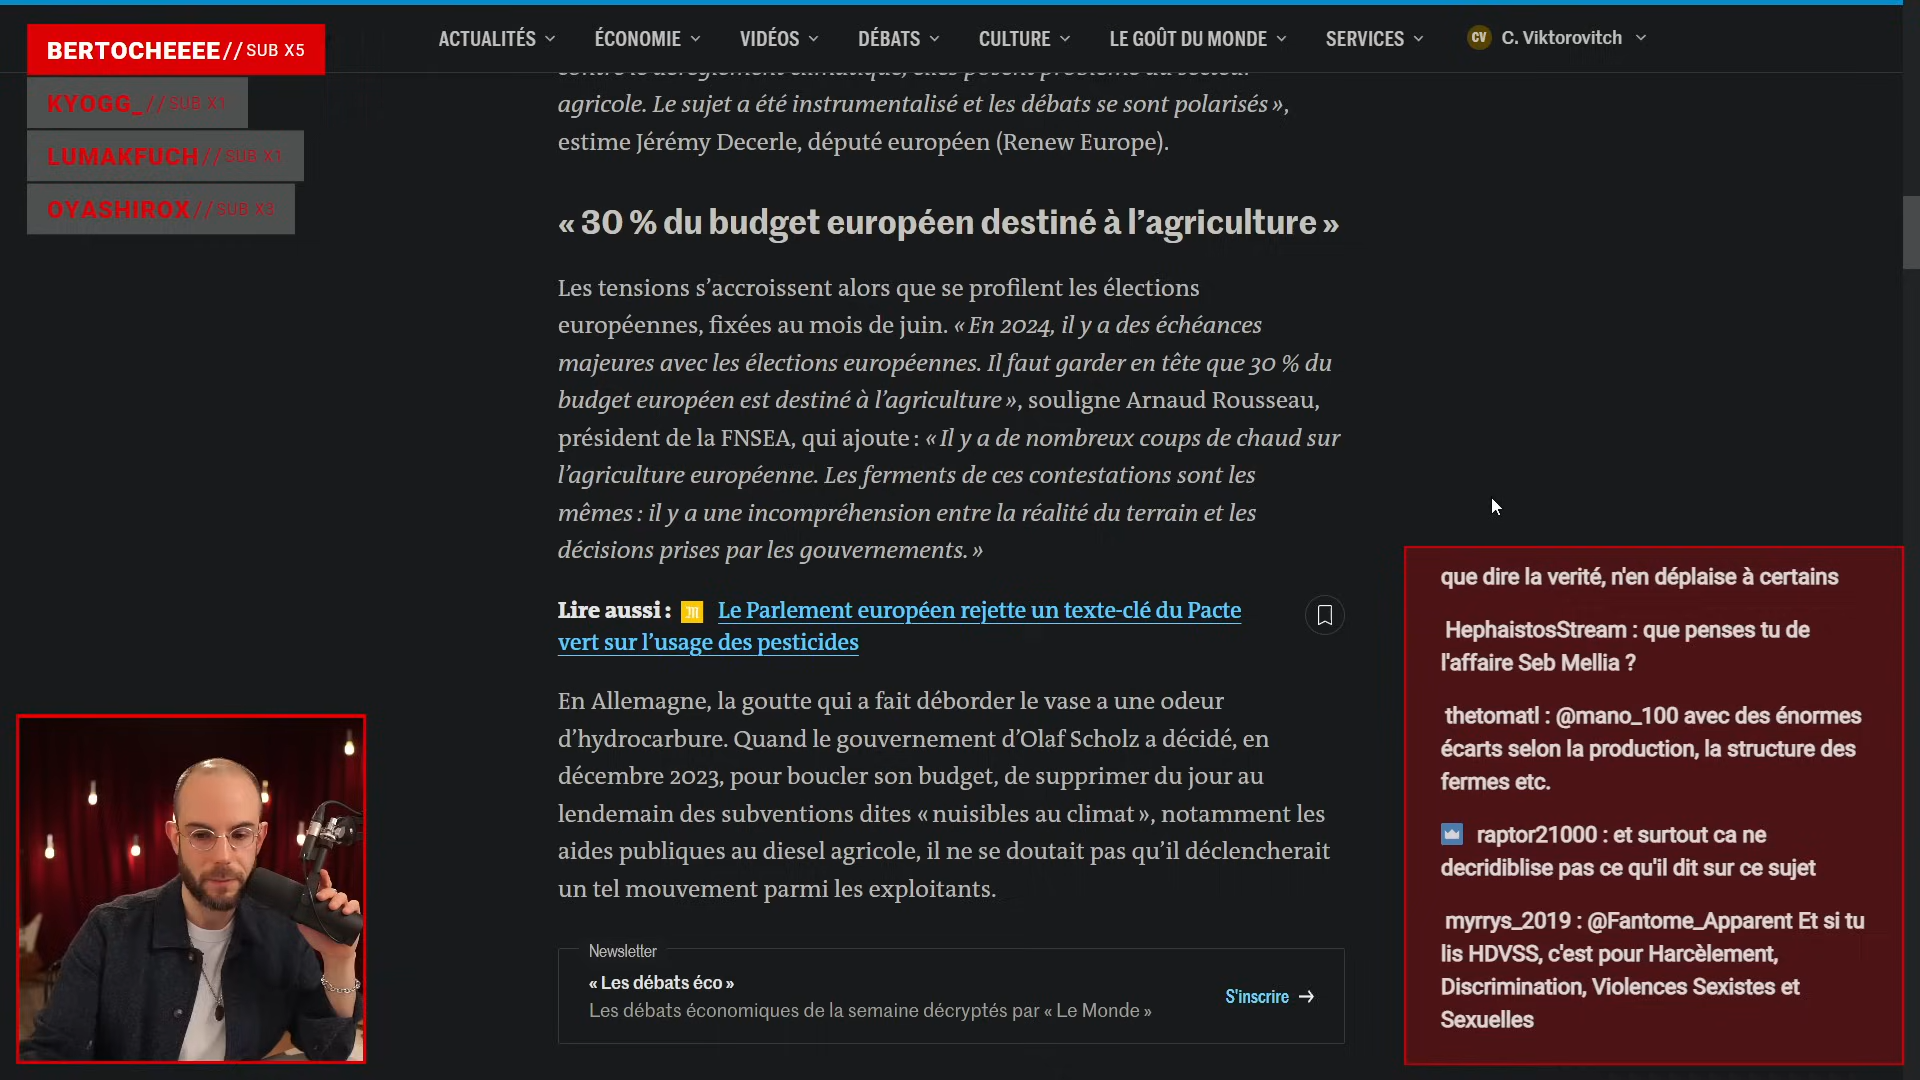 BERTOCHEEEE // SUB X5
KYOGG_ // SUB X1
LUMAKFUCH // SUB X1
OYASHIROX // SUB X3
ACTUALITÉS
ÉCONOMIE
VIDÉOS
DÉBATS
CULTURE
LE GOÛT DU MONDE
SERVICES
CV C. Viktorovitch
contre le dérèglement climatique, elles posent problème au secteur
agricole. Le sujet a été instrumentalisé et les débats se sont polarisés »,
estime Jérémy Decerle, député européen (Renew Europe).
« 30 % du budget européen destiné à l’agriculture »
Les tensions s’accroissent alors que se profilent les élections
européennes, fixées au mois de juin. « En 2024, il y a des échéances
majeures avec les élections européennes. Il faut garder en tête que 30 % du
budget européen est destiné à l’agriculture », souligne Arnaud Rousseau,
président de la FNSEA, qui ajoute : « Il y a de nombreux coups de chaud sur
l’agriculture européenne. Les ferments de ces contestations sont les
mêmes : il y a une incompréhension entre la réalité du terrain et les
décisions prises par les gouvernements. »
Lire aussi : Le Parlement européen rejette un texte-clé du Pacte
vert sur l’usage des pesticides
En Allemagne, la goutte qui a fait déborder le vase a une odeur
d’hydrocarbure. Quand le gouvernement d’Olaf Scholz a décidé, en
décembre 2023, pour boucler son budget, de supprimer du jour au
lendemain des subventions dites « nuisibles au climat », notamment les
aides publiques au diesel agricole, il ne se doutait pas qu’il déclencherait
un tel mouvement parmi les exploitants.
Newsletter
« Les débats éco »
Les débats économiques de la semaine décryptés par « Le Monde »
S'inscrire
que dire la verité, n'en déplaise à certains
HephaistosStream : que penses tu de
l'affaire Seb Mellia ?
thetomatl : @mano_100 avec des énormes
écarts selon la production, la structure des
fermes etc.
raptor21000 : et surtout ca ne
decridiblise pas ce qu'il dit sur ce sujet
myrrys_2019 : @Fantome_Apparent Et si tu
lis HDVSS, c'est pour Harcèlement,
Discrimination, Violences Sexistes et
Sexuelles